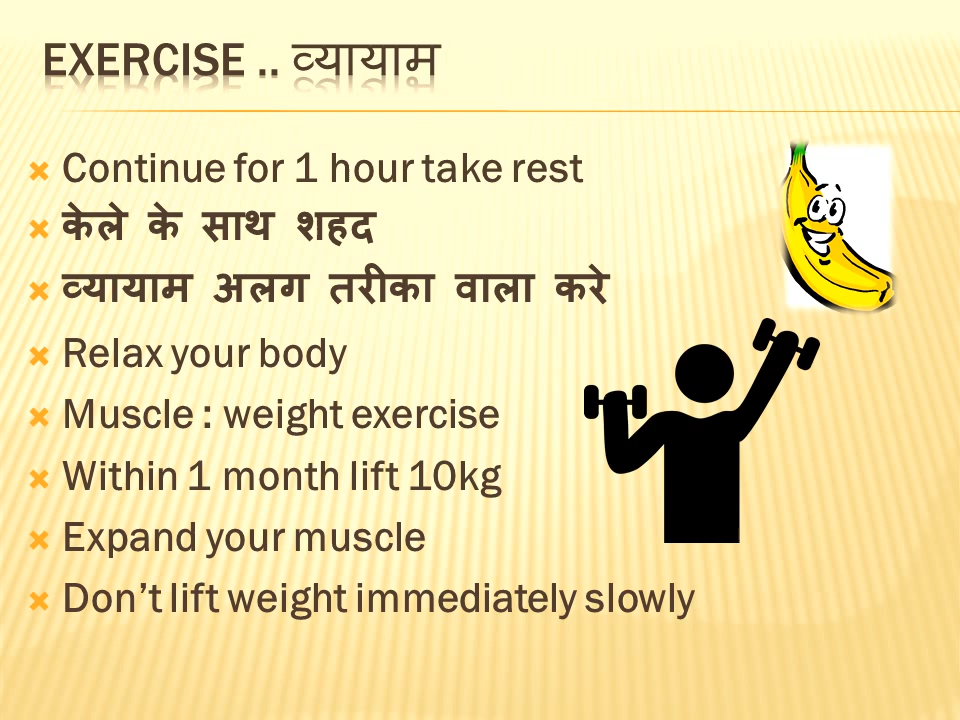 EXERCISE .. व्यायाम
Continue for 1 hour take rest
केले के साथ शहद
व्यायाम अलग तरीका वाला करे
Relax your body
Muscle : weight exercise
Within 1 month lift 10kg
Expand your muscle
Don’t lift weight immediately slowly